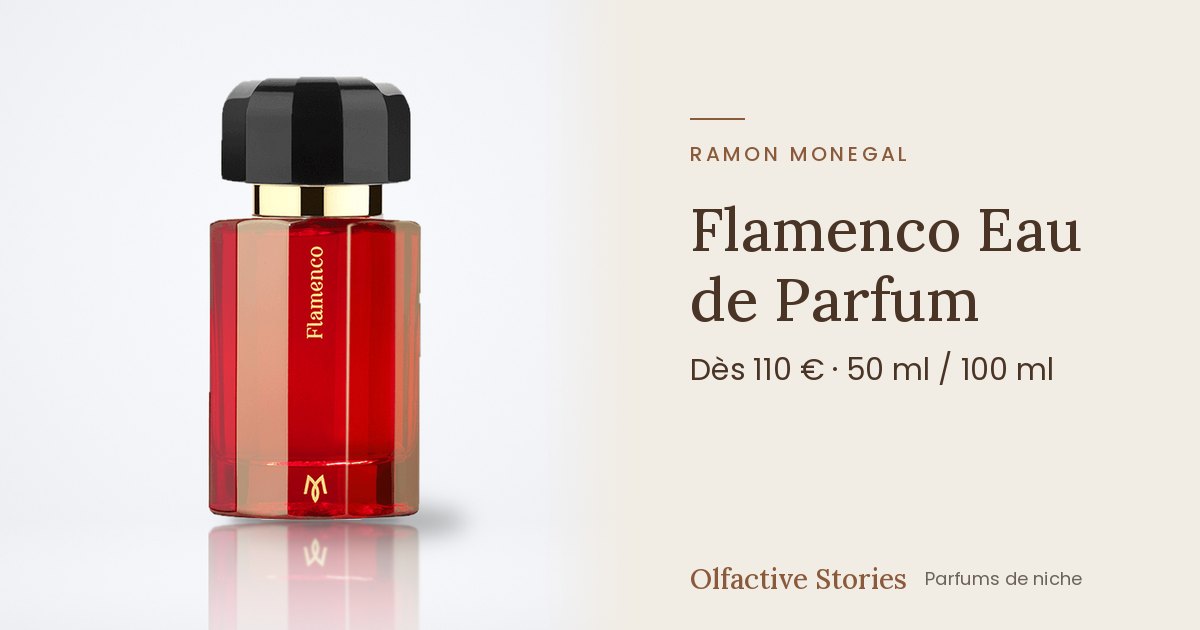 Flamenco
RAMON MONEGAL
Flamenco Eau
de Parfum
Dès 110 € · 50 ml / 100 ml
Olfactive Stories Parfums de niche